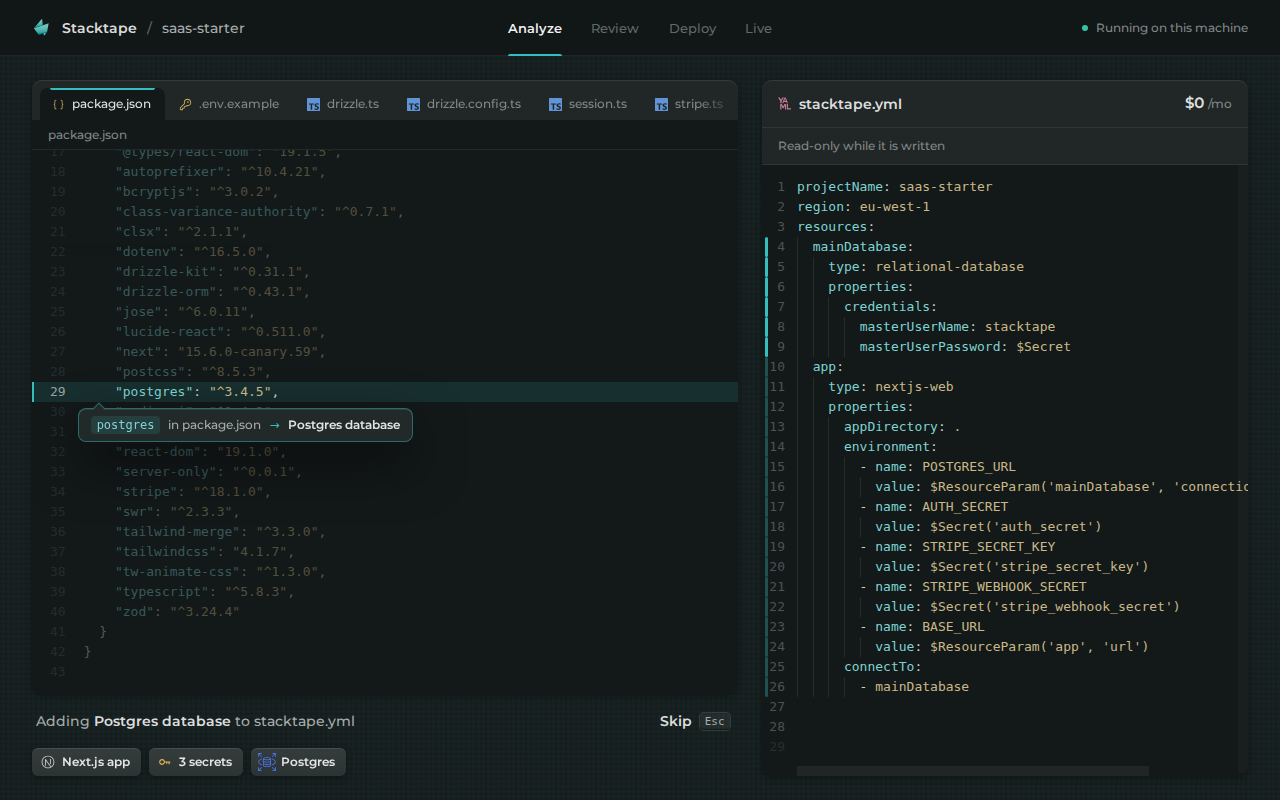 Stacktape / saas-starter
Analyze Review Deploy Live
Running on this machine
package.json .env.example drizzle.ts drizzle.config.ts session.ts stripe.ts
package.json
17 "@types/react-dom": "19.1.5",
18 "autoprefixer": "^10.4.21",
19 "bcryptjs": "^3.0.2",
20 "class-variance-authority": "^0.7.1",
21 "clsx": "^2.1.1",
22 "dotenv": "^16.5.0",
23 "drizzle-kit": "^0.31.1",
24 "drizzle-orm": "^0.43.1",
25 "jose": "^6.0.11",
26 "lucide-react": "^0.511.0",
27 "next": "15.6.0-canary.59",
28 "postcss": "^8.5.3",
29 "postgres": "^3.4.5",
30
postgres in package.json → Postgres database
31
32 "react-dom": "19.1.0",
33 "server-only": "^0.0.1",
34 "stripe": "^18.1.0",
35 "swr": "^2.3.3",
36 "tailwind-merge": "^3.3.0",
37 "tailwindcss": "4.1.7",
38 "tw-animate-css": "^1.3.0",
39 "typescript": "^5.8.3",
40 "zod": "^3.24.4"
41 }
42 }
43
Adding Postgres database to stacktape.yml
Skip Esc
Next.js app 3 secrets Postgres
stacktape.yml $0 /mo
Read-only while it is written
1 projectName: saas-starter
2 region: eu-west-1
3 resources:
4 mainDatabase:
5 type: relational-database
6 properties:
7 credentials:
8 masterUserName: stacktape
9 masterUserPassword: $Secret
10 app:
11 type: nextjs-web
12 properties:
13 appDirectory: .
14 environment:
15 - name: POSTGRES_URL
16 value: $ResourceParam('mainDatabase', 'connectio
17 - name: AUTH_SECRET
18 value: $Secret('auth_secret')
19 - name: STRIPE_SECRET_KEY
20 value: $Secret('stripe_secret_key')
21 - name: STRIPE_WEBHOOK_SECRET
22 value: $Secret('stripe_webhook_secret')
23 - name: BASE_URL
24 value: $ResourceParam('app', 'url')
25 connectTo:
26 - mainDatabase
27
28
29